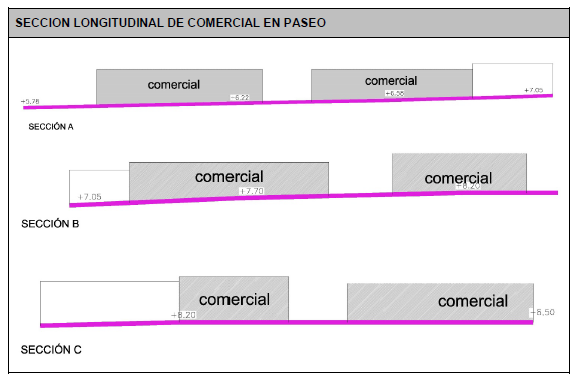 SECCION LONGITUDINAL DE COMERCIAL EN PASEO
comercial
comercial
+5.78
+6.22
+6.58
+7.05
SECCIÓN A
comercial
comercial
+7.05
+7.70
+8.20
SECCIÓN B
comercial
comercial
+8.20
+8.50
SECCIÓN C